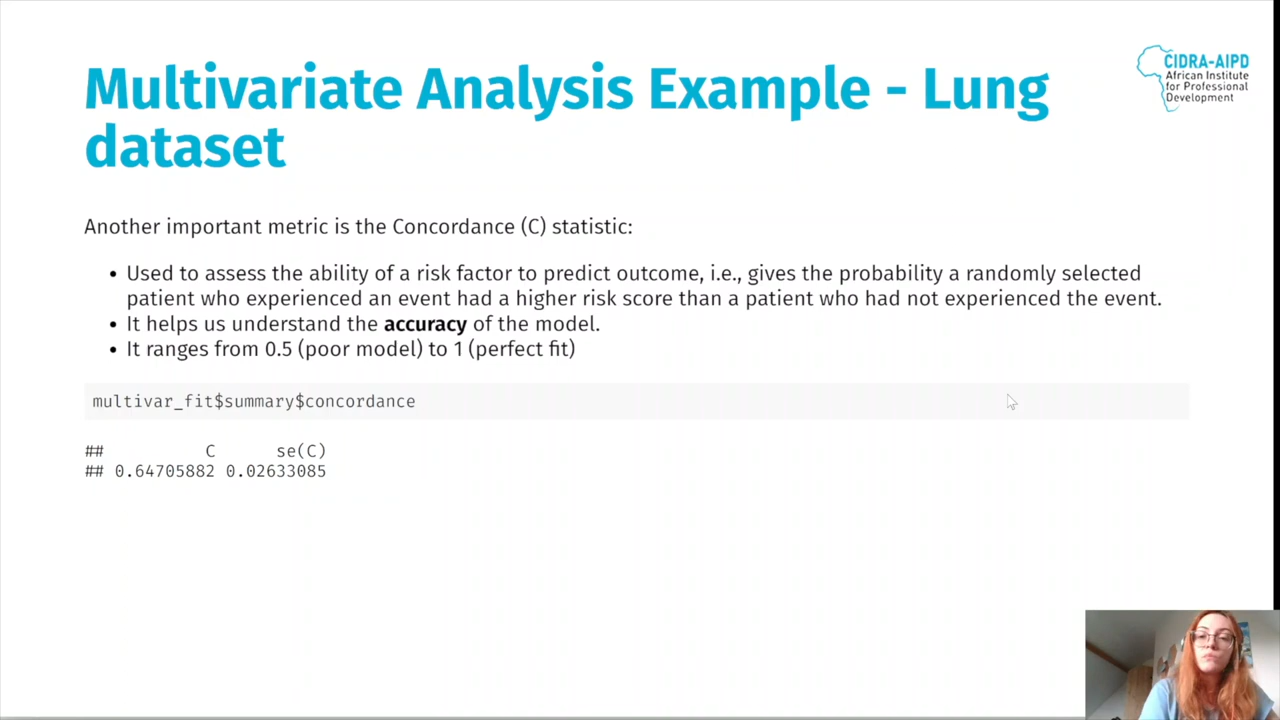 Multivariate Analysis Example - Lung
dataset
CIDRA-AIPD
African Institute
for Professional
Development
Another important metric is the Concordance (C) statistic:
• Used to assess the ability of a risk factor to predict outcome, i.e., gives the probability a randomly selected
patient who experienced an event had a higher risk score than a patient who had not experienced the event.
• It helps us understand the accuracy of the model.
• It ranges from 0.5 (poor model) to 1 (perfect fit)
multivar_fit$summary$concordance
## C se(C)
## 0.64705882 0.02633085